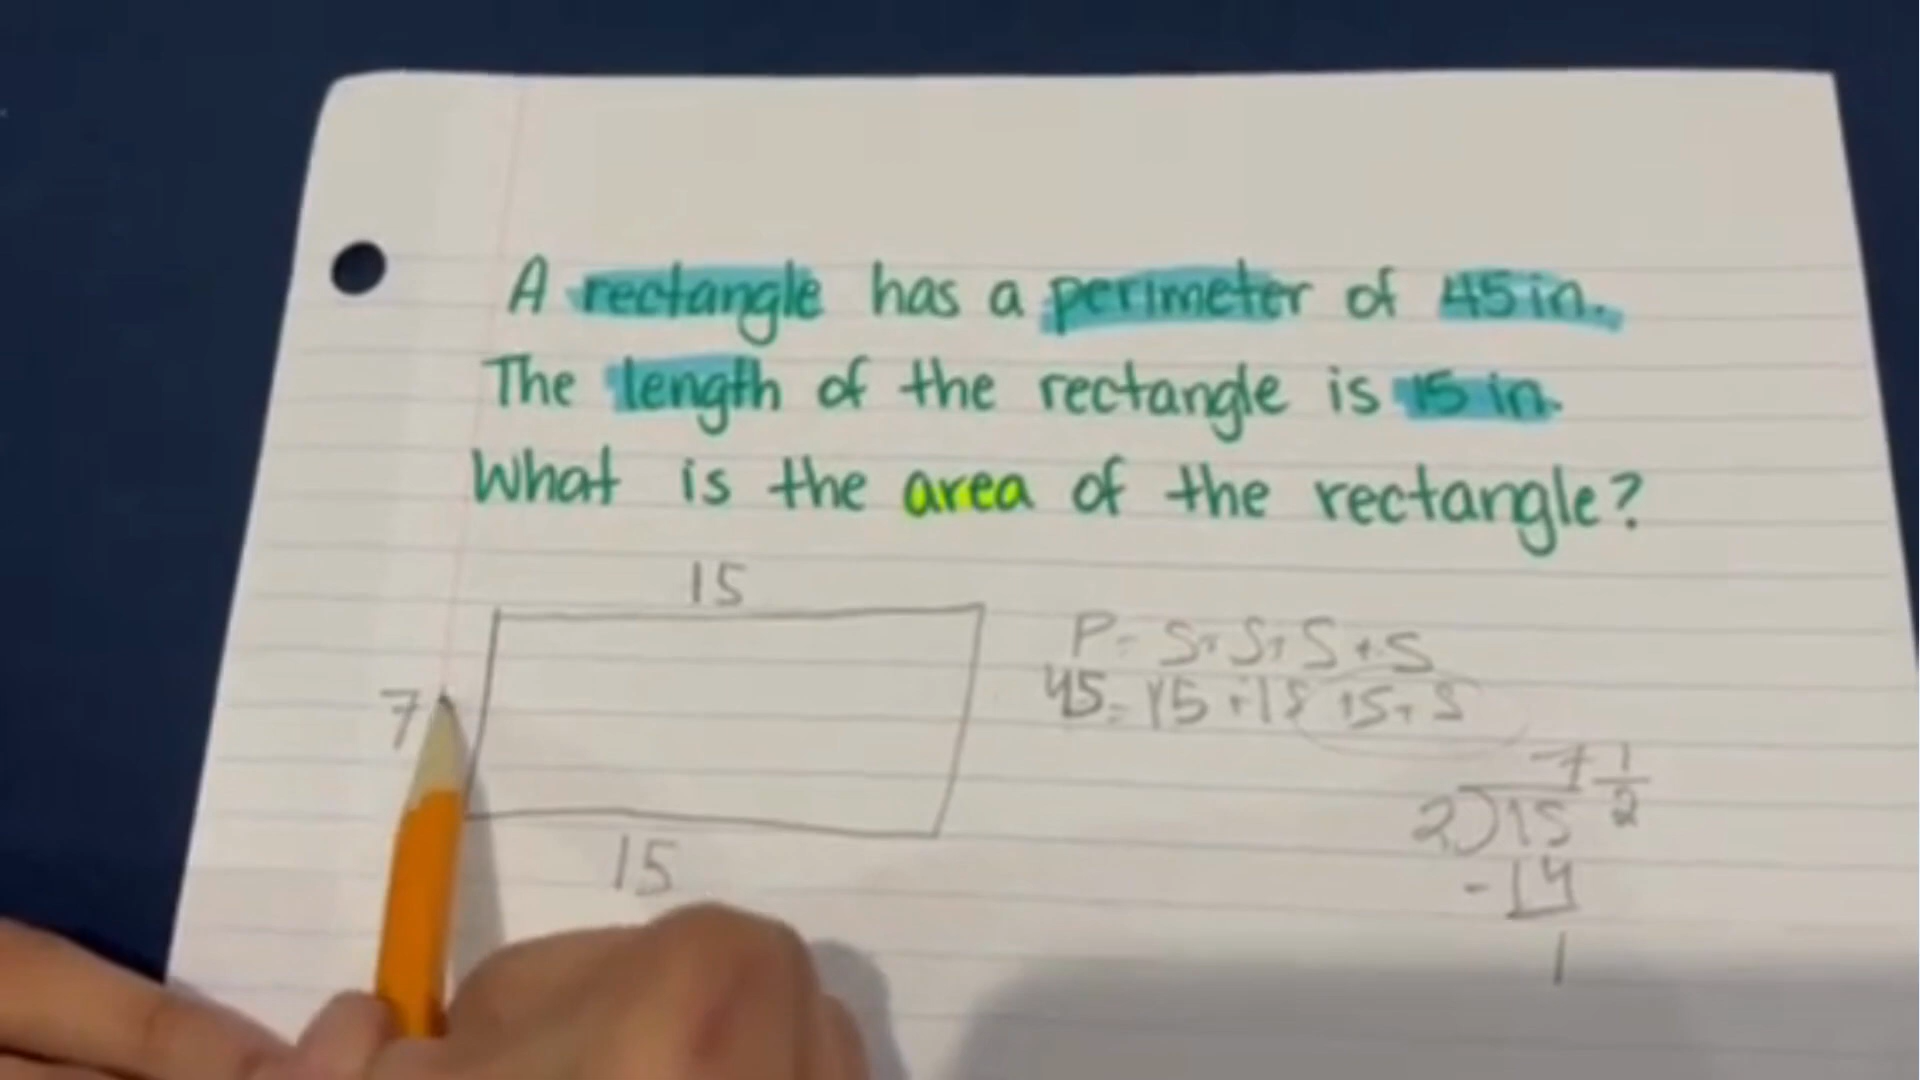 A rectangle has a perimeter of 45 in.
The length of the rectangle is 15 in.
What is the area of the rectangle?
15
7
15
P = S + S + S + S
45 = 15 + 15 + S + S
7 1/2
2)15
-14
1